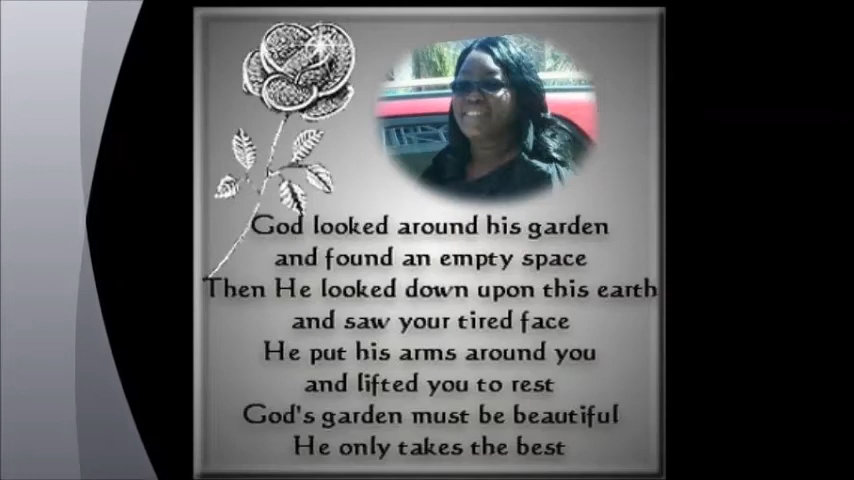 God looked around his garden
and found an empty space
Then He looked down upon this earth
and saw your tired face
He put his arms around you
and lifted you to rest
God's garden must be beautiful
He only takes the best